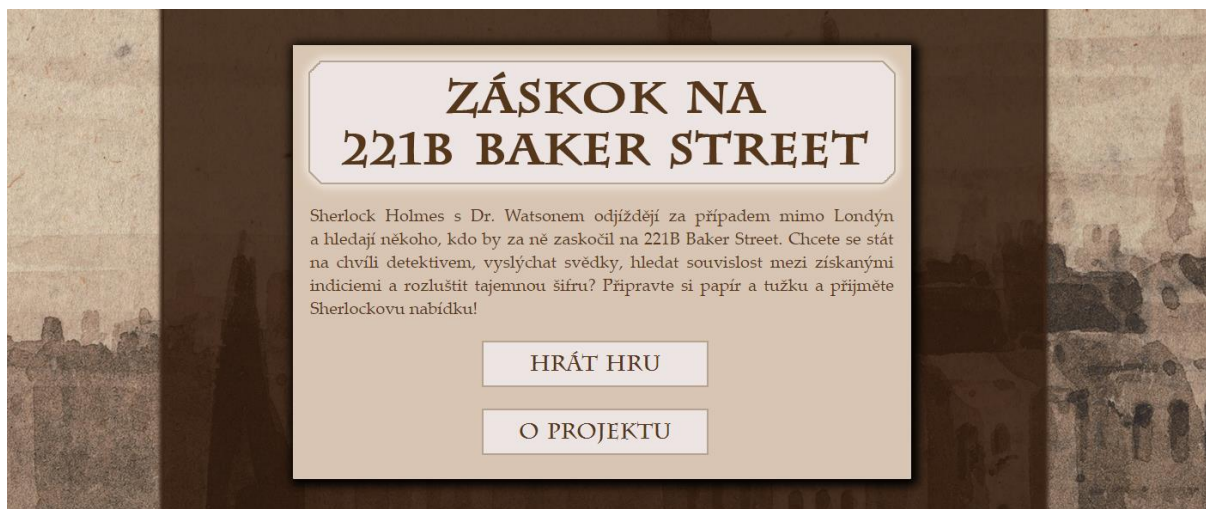 ZÁSKOK NA
221B BAKER STREET
Sherlock Holmes s Dr. Watsonem odjíždějí za případem mimo Londýn
a hledají někoho, kdo by za ně zaskočil na 221B Baker Street. Chcete se stát
na chvíli detektivem, vyslýchat svědky, hledat souvislost mezi získanými
indiciemi a rozluštit tajemnou šifru? Připravte si papír a tužku a přijměte
Sherlockovu nabídku!
HRÁT HRU
O PROJEKTU